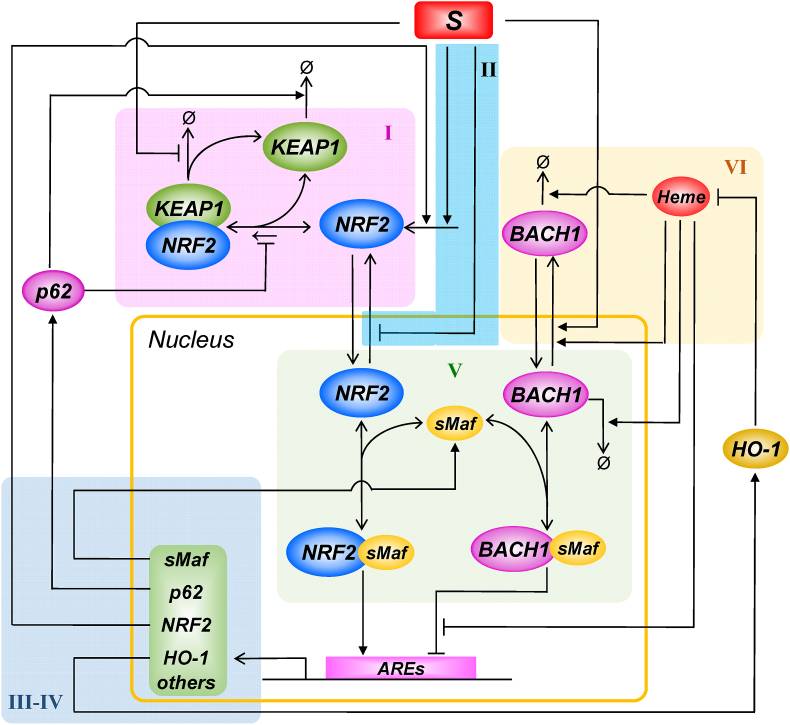 S
II
Ø
I
Ø
KEAP1
KEAP1
NRF2
NRF2
p62
VI
Ø
Heme
BACH1
Nucleus
V
NRF2
BACH1
sMaf
Ø
HO-1
NRF2
sMaf
BACH1
sMaf
sMaf
p62
NRF2
HO-1
others
III-IV
AREs